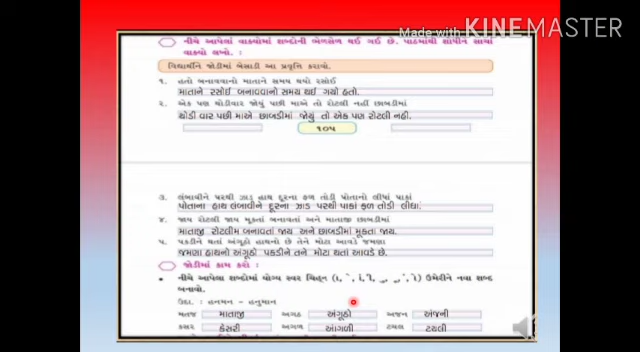 Made with KINEMASTER
નીચે આપેલાં વાક્યોમાં શબ્દોની ભેળસેળ થઈ ગઈ છે. પાઠમાંથી શોધીને સાચાં
વાક્યો લખો. :
વિદ્યાર્થીને જોડીમાં બેસાડી આ પ્રવૃત્તિ કરાવો.
૧. હતો બનાવવાનો માતાને સમય થયો રસોઈ
માતાને રસોઈ બનાવવાનો સમય થઈ ગયો હતો.
૨. એક પણ થોડીવાર જોયું પછી માએ તો રોટલી નહીં છાબડીમાં
થોડી વાર પછી માએ છાબડીમાં જોયું તો એક પણ રોટલી નહી.
૧૦૫
૩. લંબાવીને પરથી ઝાડ હાથ દૂરના ફળ તોડી પોતાનો લીધાં પાકાં
પોતાના હાથ લંબાવીને દૂરના ઝાડ પરથી પાકાં ફળ તોડી લીધા.
૪. જાય રોટલી જાય મૂકતાં બનાવતાં અને માતાજી છાબડીમાં
માતાજી રોટલીમ બનાવતાં જાય અને છાબડીમાં મૂકતા જાય.
૫. પકડીને થતાં અંગૂઠો હાથનો છે તેને મોટા આવડે જમણા
જમણા હાથનો અંગૂઠો પકડીને તને મોટા થતાં આવડે છે.
જોડીમાં કામ કરો :
નીચે આપેલા શબ્દોમાં યોગ્ય સ્વર ચિહ્ન ઉમેરીને નવા શબ્દ
બનાવો.
ઉદા. : હનમન - હનુમાન
મતજ માતાજી અગઠ અંગૂઠો અજન અંજની
કસર કેસરી અગળ આંગળી ટયલ ટચલી